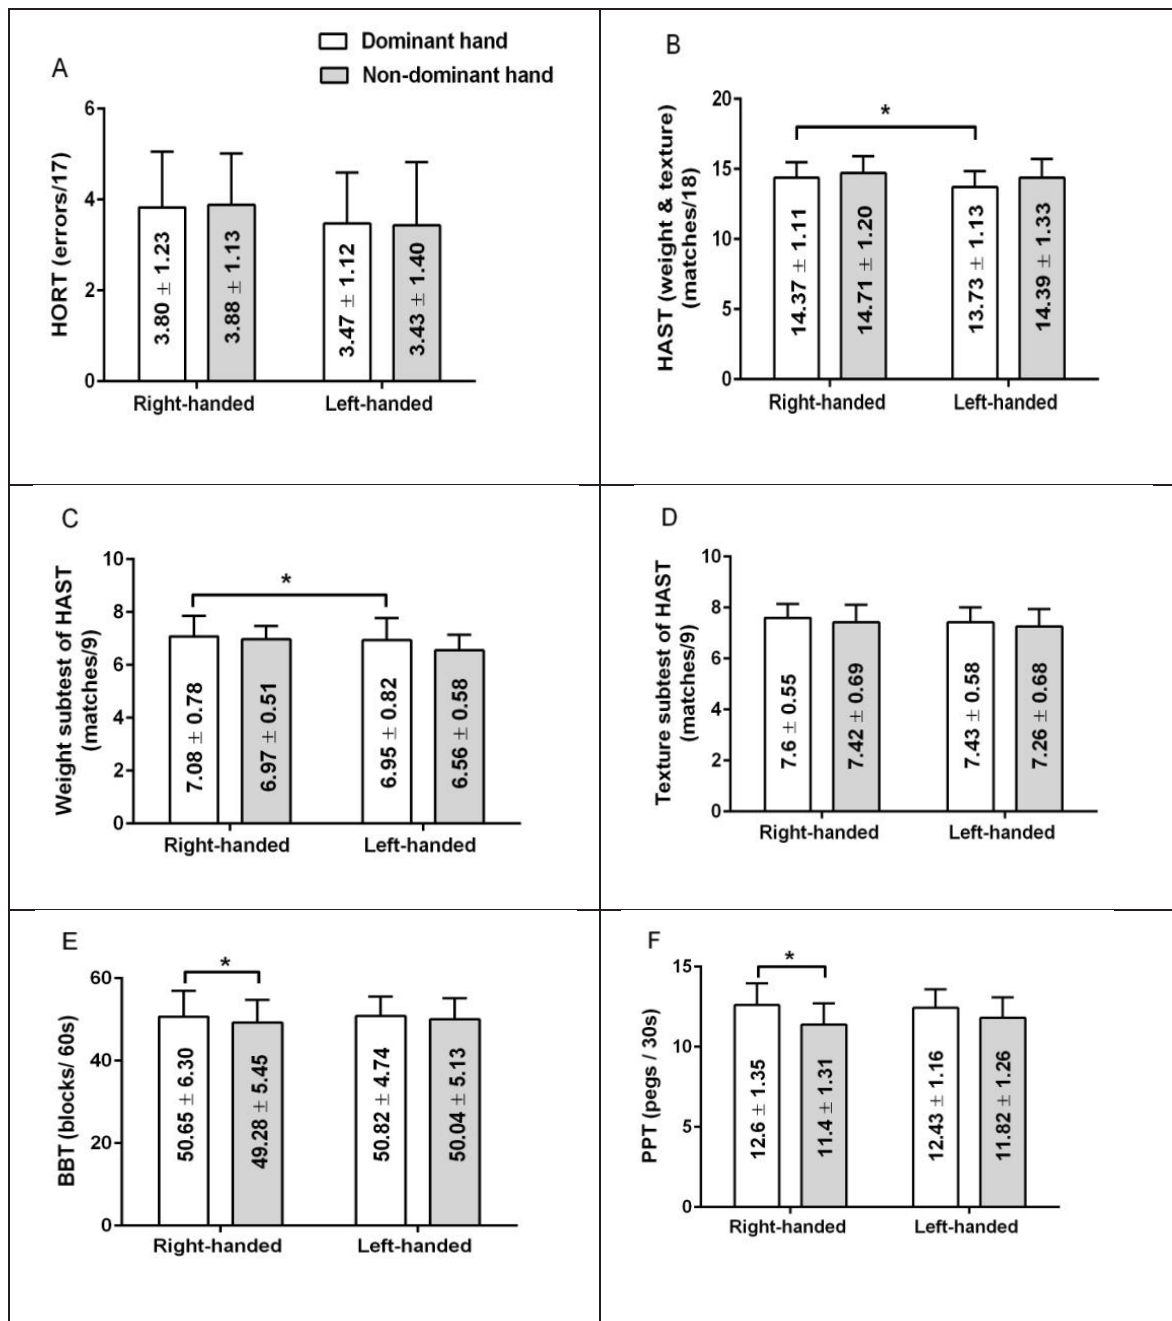 A
Dominant hand
Non-dominant hand
HORT (errors/17)
6
4
2
0
3.80 ± 1.23
3.88 ± 1.13
3.47 ± 1.12
3.43 ± 1.40
Right-handed
Left-handed
B
HAST (weight & texture)
(matches/18)
20
15
10
5
0
*
14.37 ± 1.11
14.71 ± 1.20
13.73 ± 1.13
14.39 ± 1.33
Right-handed
Left-handed
C
Weight subtest of HAST
(matches/9)
10
8
6
4
2
0
*
7.08 ± 0.78
6.97 ± 0.51
6.95 ± 0.82
6.56 ± 0.58
Right-handed
Left-handed
D
Texture subtest of HAST
(matches/9)
10
8
6
4
2
0
7.6 ± 0.55
7.42 ± 0.69
7.43 ± 0.58
7.26 ± 0.68
Right-handed
Left-handed
E
BBT (blocks/ 60s)
60
40
20
0
*
50.65 ± 6.30
49.28 ± 5.45
50.82 ± 4.74
50.04 ± 5.13
Right-handed
Left-handed
F
PPT (pegs / 30s)
15
10
5
0
*
12.6 ± 1.35
11.4 ± 1.31
12.43 ± 1.16
11.82 ± 1.26
Right-handed
Left-handed